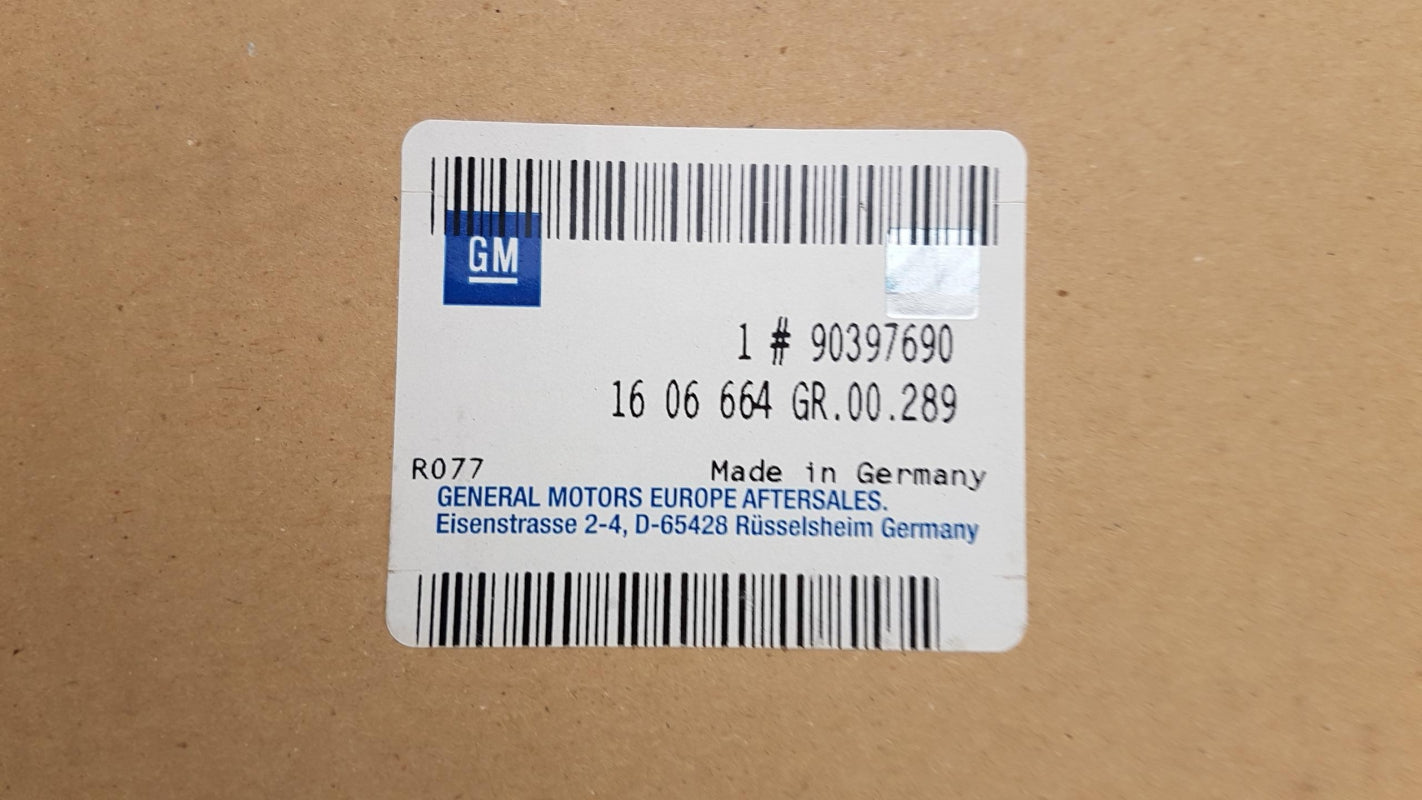 GM
1 # 90397690
16 06 664 GR.00.289
R077 Made in Germany
GENERAL MOTORS EUROPE AFTERSALES.
Eisenstrasse 2-4, D-65428 Rüsselsheim Germany